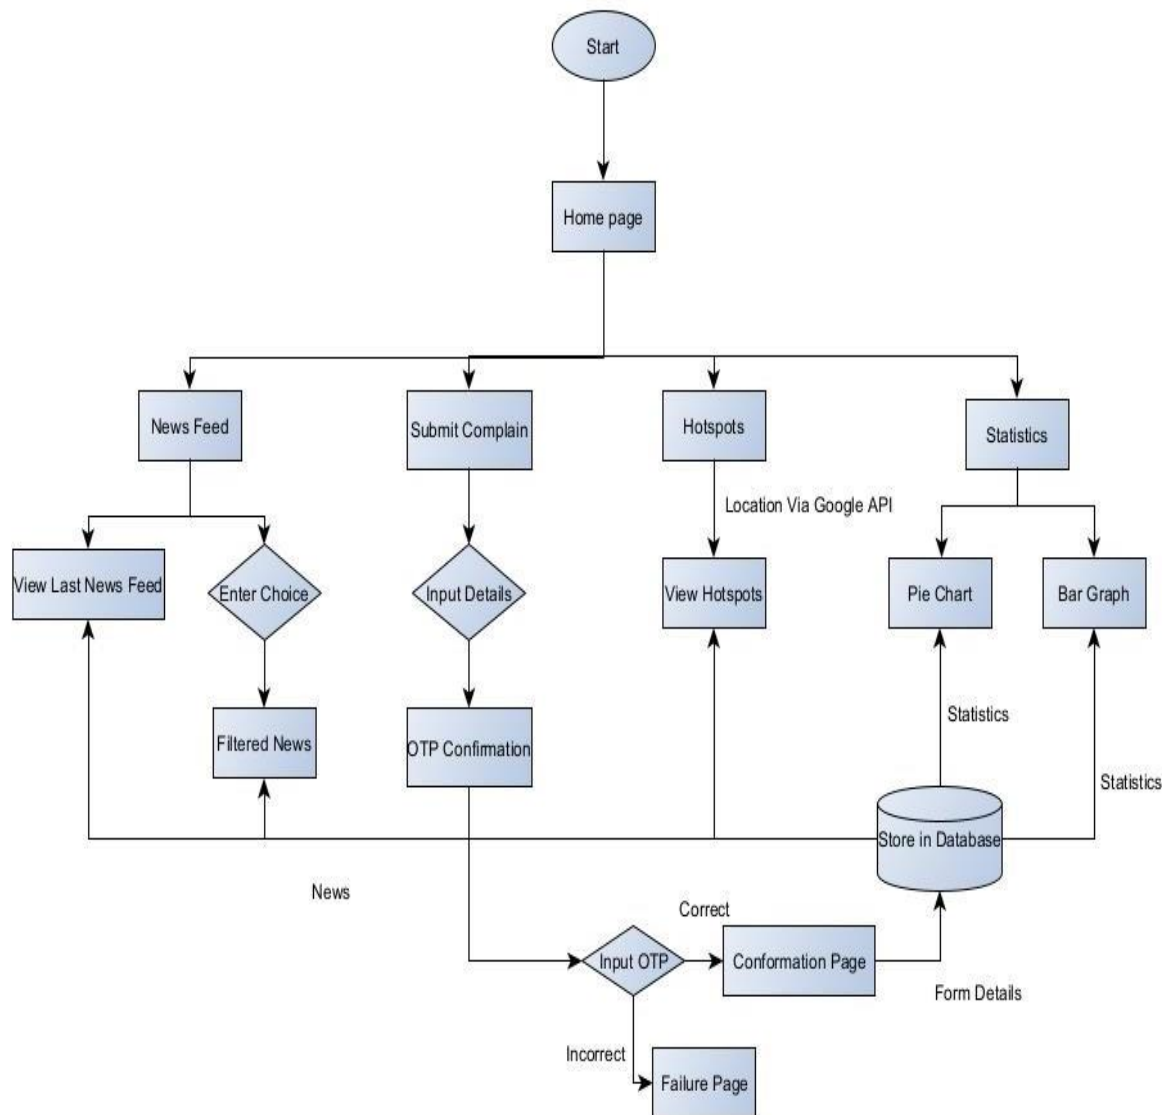 Start
Home page
News Feed
Submit Complain
Hotspots
Statistics
Location Via Google API
View Last News Feed
Enter Choice
Input Details
View Hotspots
Pie Chart
Bar Graph
Filtered News
OTP Confirmation
Statistics
Statistics
Store in Database
News
Correct
Input OTP
Conformation Page
Form Details
Incorrect
Failure Page